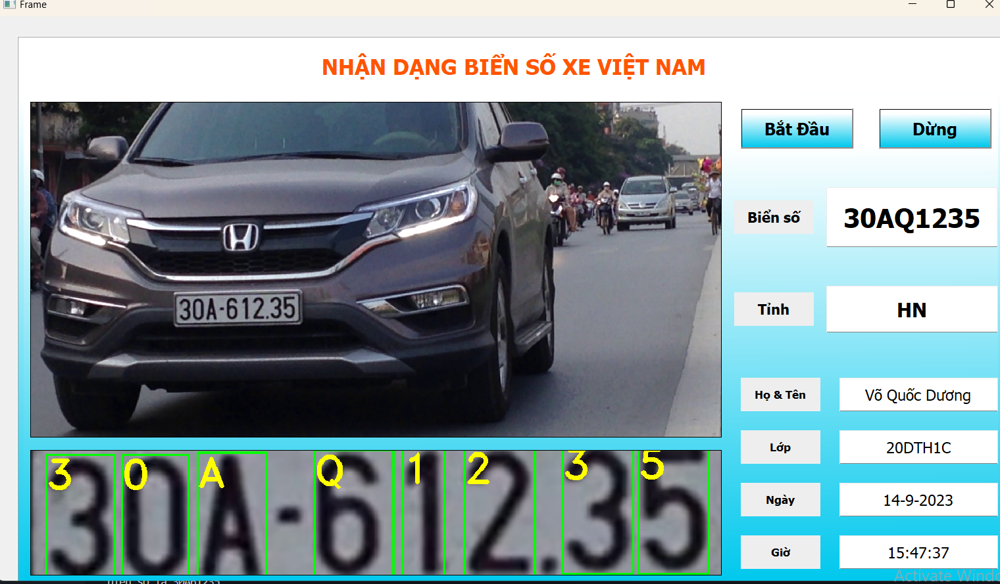 Frame
NHẬN DẠNG BIỂN SỐ XE VIỆT NAM
Bắt Đầu
Dừng
30A-612.35
Biển số
30AQ1235
Tỉnh
HN
Họ & Tên
Võ Quốc Dương
Lớp
20DTH1C
Ngày
14-9-2023
Giờ
15:47:37
3 0 A Q 1 2 3 5
30A-612.35
Activate Windo